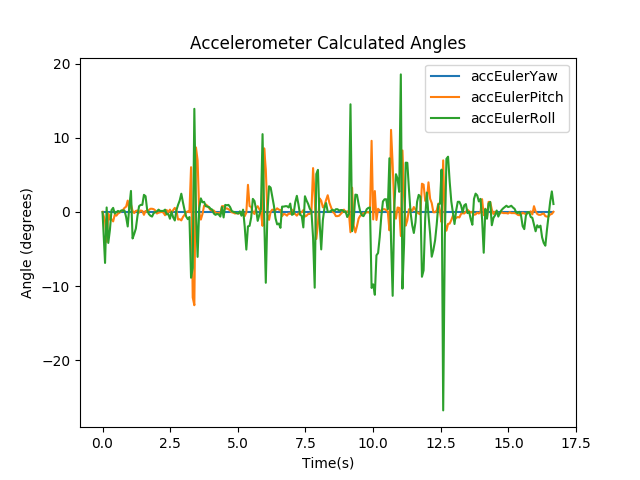 Accelerometer Calculated Angles
accEulerYaw
accEulerPitch
accEulerRoll
20
10
0
−10
−20
Angle (degrees)
0.0 2.5 5.0 7.5 10.0 12.5 15.0 17.5
Time(s)